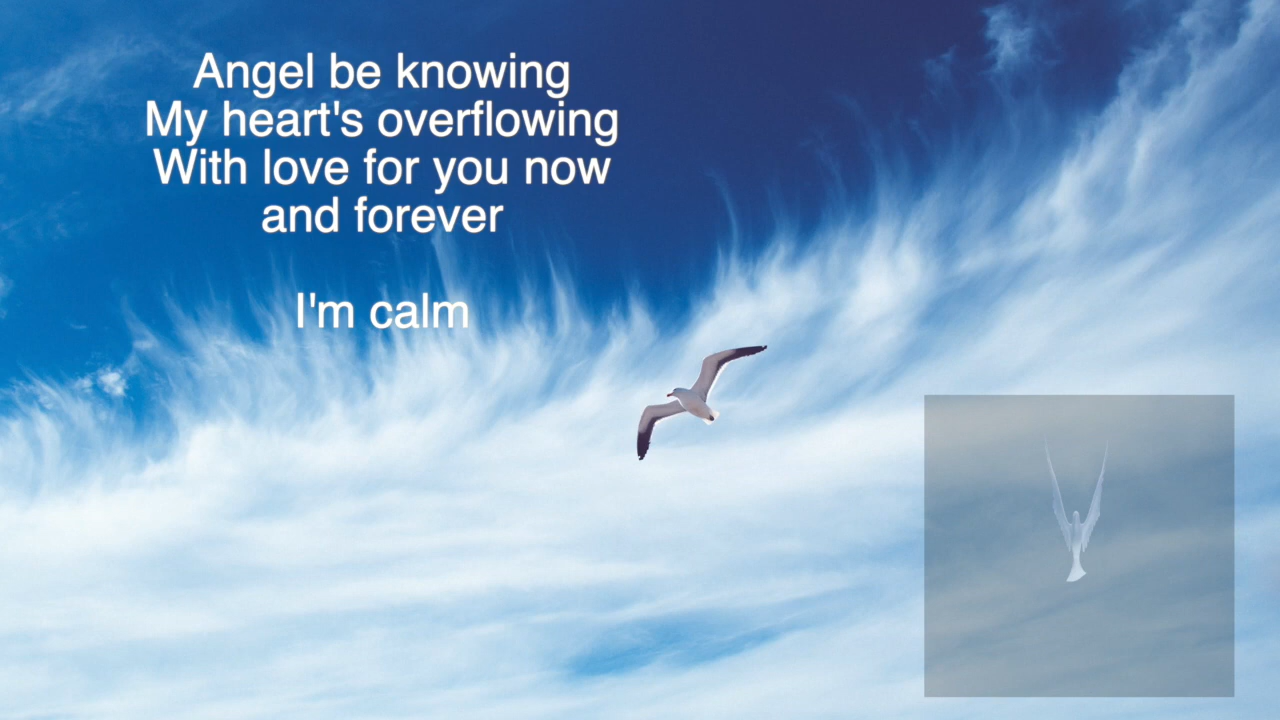 Angel be knowing
My heart's overflowing
With love for you now
and forever
I'm calm